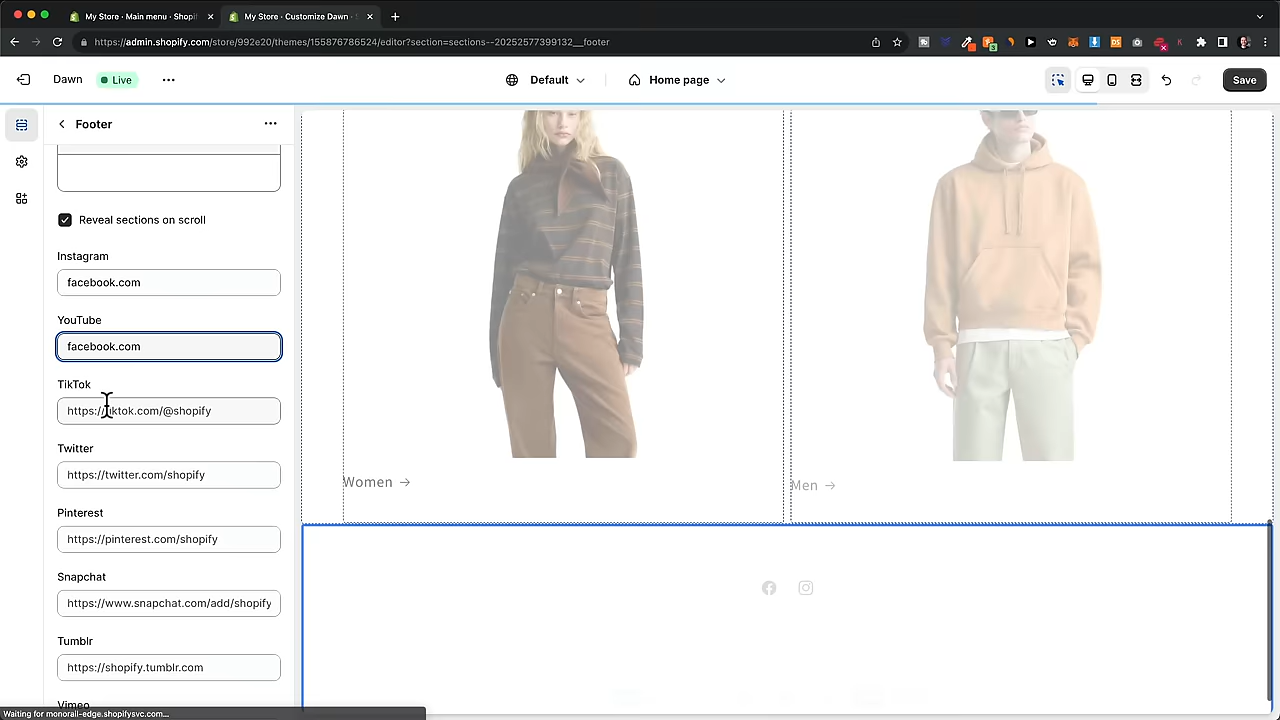 My Store · Main menu · Shopif
My Store · Customize Dawn · S
https://admin.shopify.com/store/992e20/themes/155876786524/editor?section=sections--20252577399132__footer
Dawn
Live
Default
Home page
Save
Footer
Reveal sections on scroll
Instagram
facebook.com
YouTube
facebook.com
TikTok
https://tiktok.com/@shopify
Twitter
https://twitter.com/shopify
Pinterest
https://pinterest.com/shopify
Snapchat
https://www.snapchat.com/add/shopify
Tumblr
https://shopify.tumblr.com
Vimeo
Women →
Men →
Waiting for monorail-edge.shopifysvc.com...